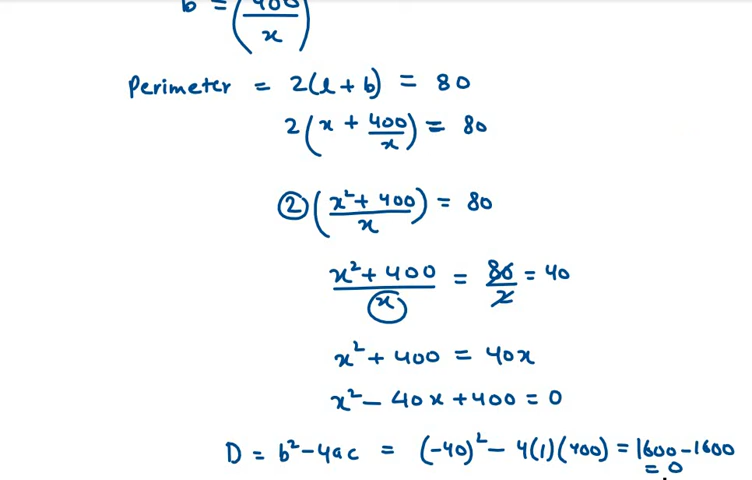 b = (400/x)
Perimeter = 2(l + b) = 80
2(x + 400/x) = 80
2((x² + 400)/x) = 80
(x² + 400)/x = 80/2 = 40
x² + 400 = 40x
x² - 40x + 400 = 0
D = b² - 4ac = (-40)² - 4(1)(400) = 1600 - 1600
= 0